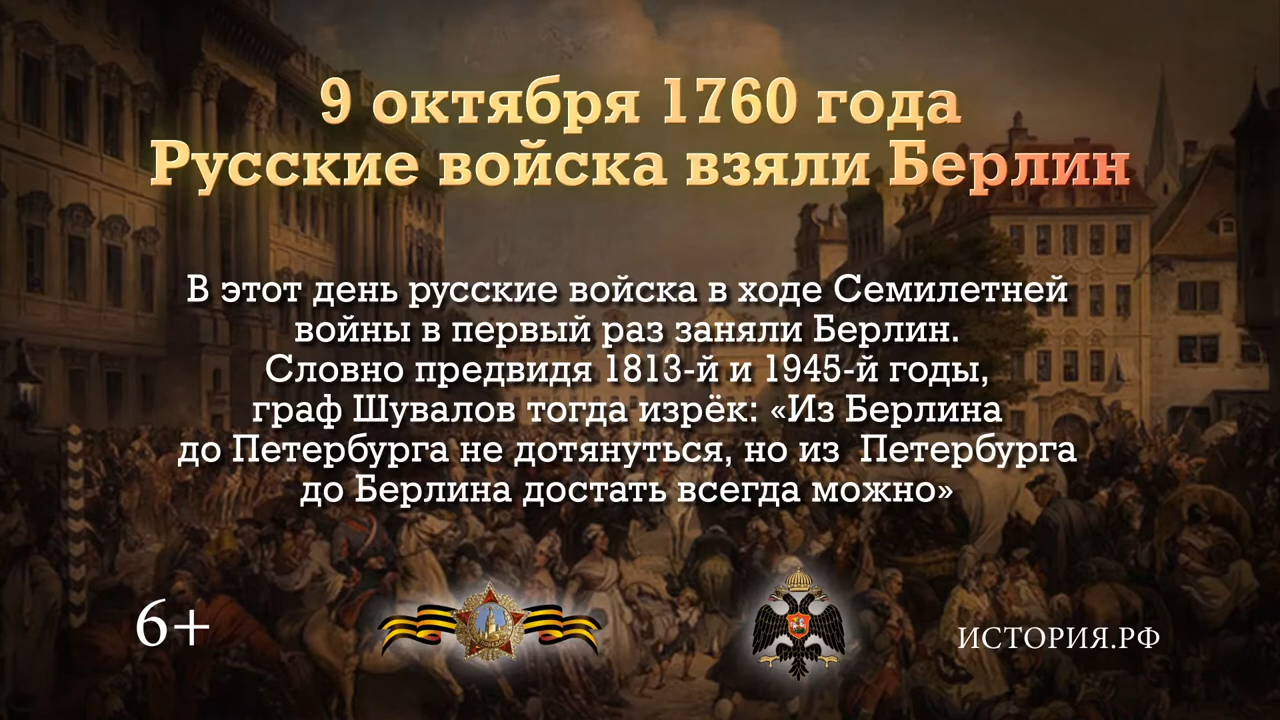 9 октября 1760 года
Русские войска взяли Берлин
В этот день русские войска в ходе Семилетней
войны в первый раз заняли Берлин.
Словно предвидя 1813-й и 1945-й годы,
граф Шувалов тогда изрёк: «Из Берлина
до Петербурга не дотянуться, но из Петербурга
до Берлина достать всегда можно»
6+
ИСТОРИЯ.РФ